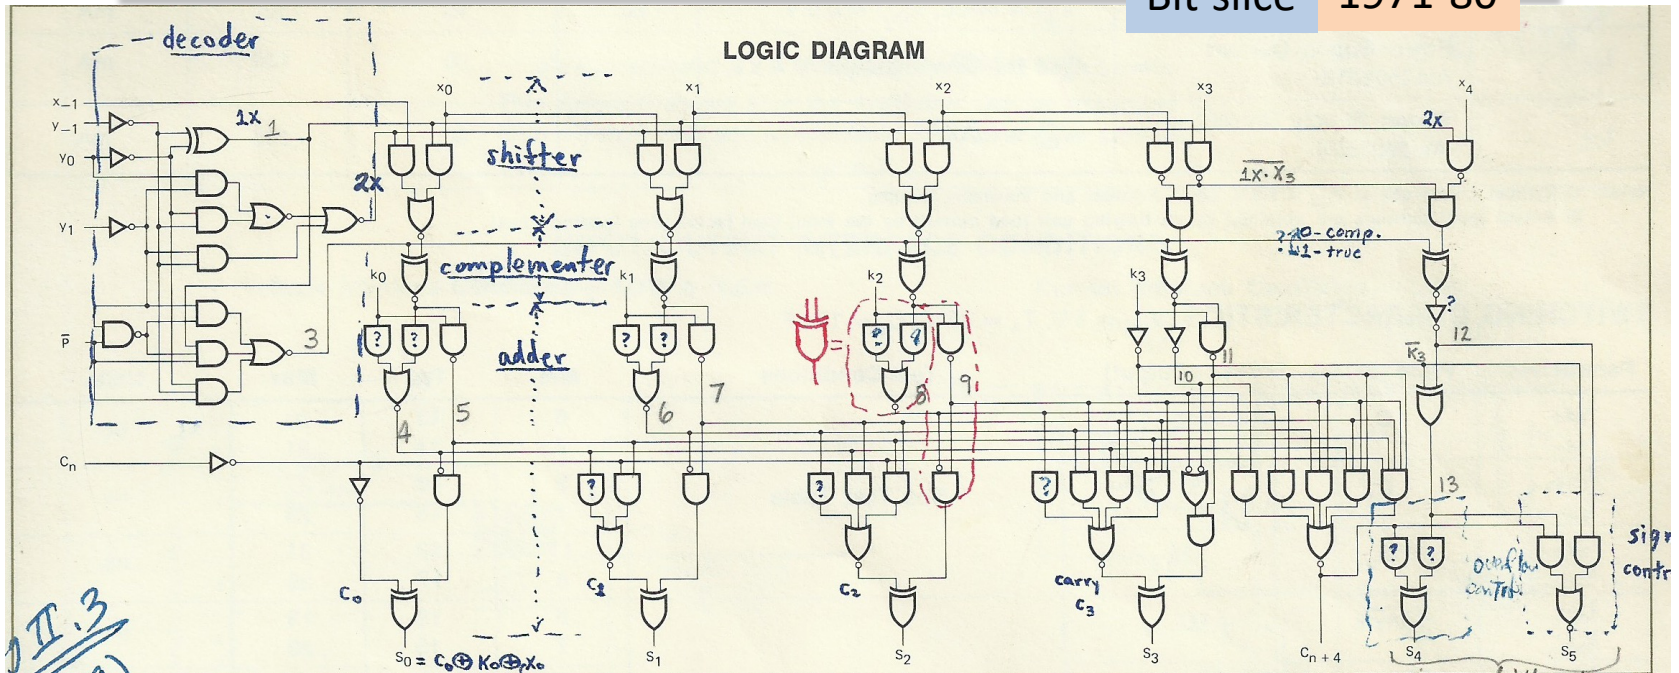 Bit-slice 1971-80
LOGIC DIAGRAM
decoder
x₋₁
y₋₁
y₀
y₁
P̅
Cₙ
1x 1
2x
3
x₀ x₁ x₂ x₃ x₄
shifter
2x
1x·X₃
complementer
? 0-comp.
1-true
k₀ k₁ k₂ k₃
?
? ? ? ? ? =
adder
12
K̅₃
10 11
4 5 6 7 8 9
13
? ? ?
? ?
overflow
control
sign
C₀ C₁ C₂ carry
C₃
II.3
S₀ = C₀⊕K₀⊕X₀ S₁ S₂ S₃ Cₙ₊₄ S₄ S₅